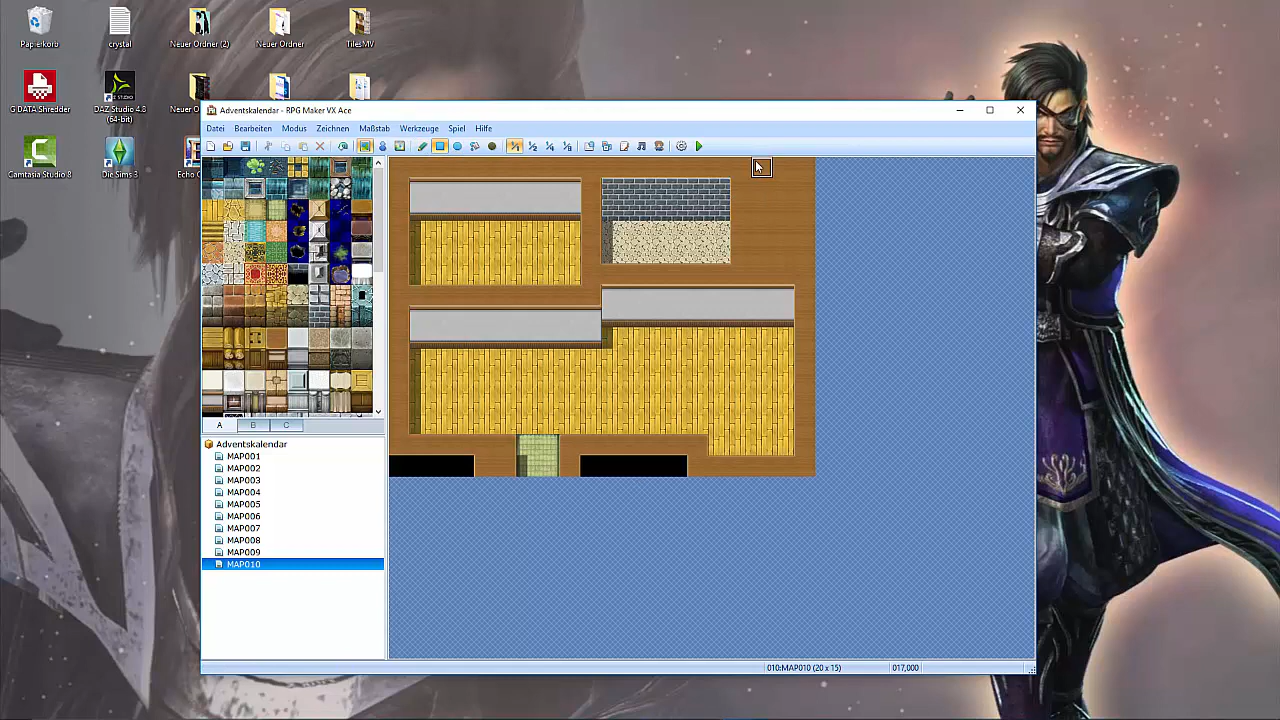 Papierkorb
crystal
Neuer Ordner (2)
Neuer Ordner
TilesMV
G DATA Shredder
DAZ Studio 4.8
(64-bit)
Neuer O
Camtasia Studio 8
Die Sims 3
Echo C
Adventskalendar - RPG Maker VX Ace
Datei Bearbeiten Modus Zeichnen Maßstab Werkzeuge Spiel Hilfe
A B C
Adventskalendar
MAP001
MAP002
MAP003
MAP004
MAP005
MAP006
MAP007
MAP008
MAP009
MAP010
010:MAP010 (20 x 15) 017,000